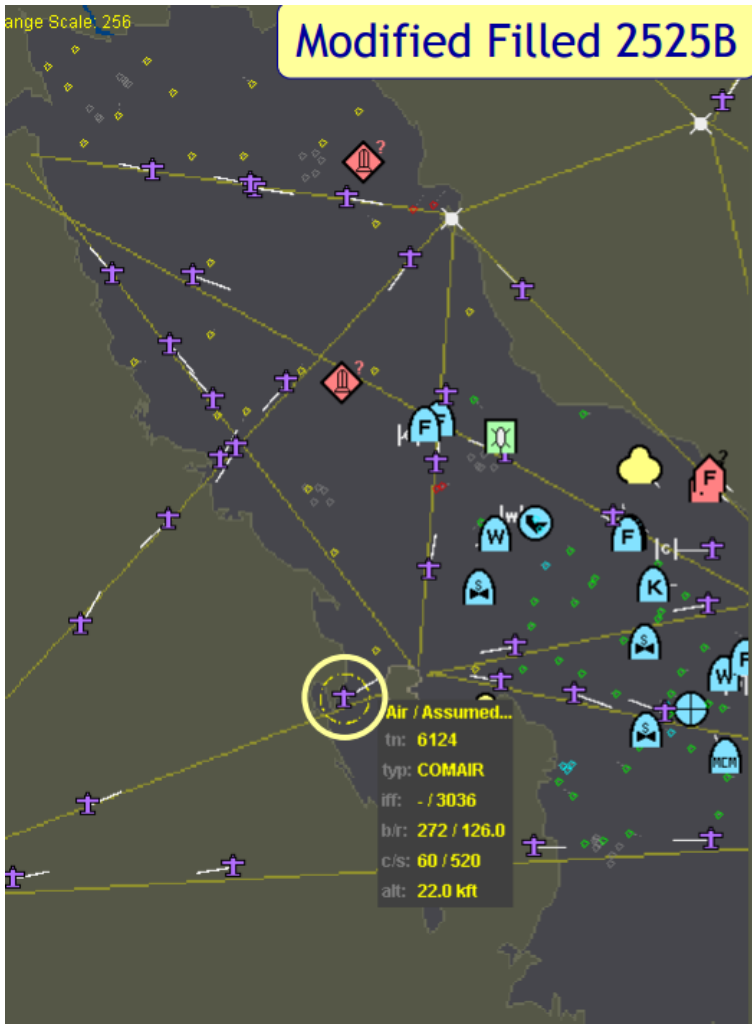 ange Scale: 256
Modified Filled 2525B
?
?
F
F
?
F
W
W
F
C
K
S
S
F
W
S
MCM
Air / Assumed...
tn: 6124
typ: COMAIR
iff: - / 3036
b/r: 272 / 126.0
c/s: 60 / 520
alt: 22.0 kft